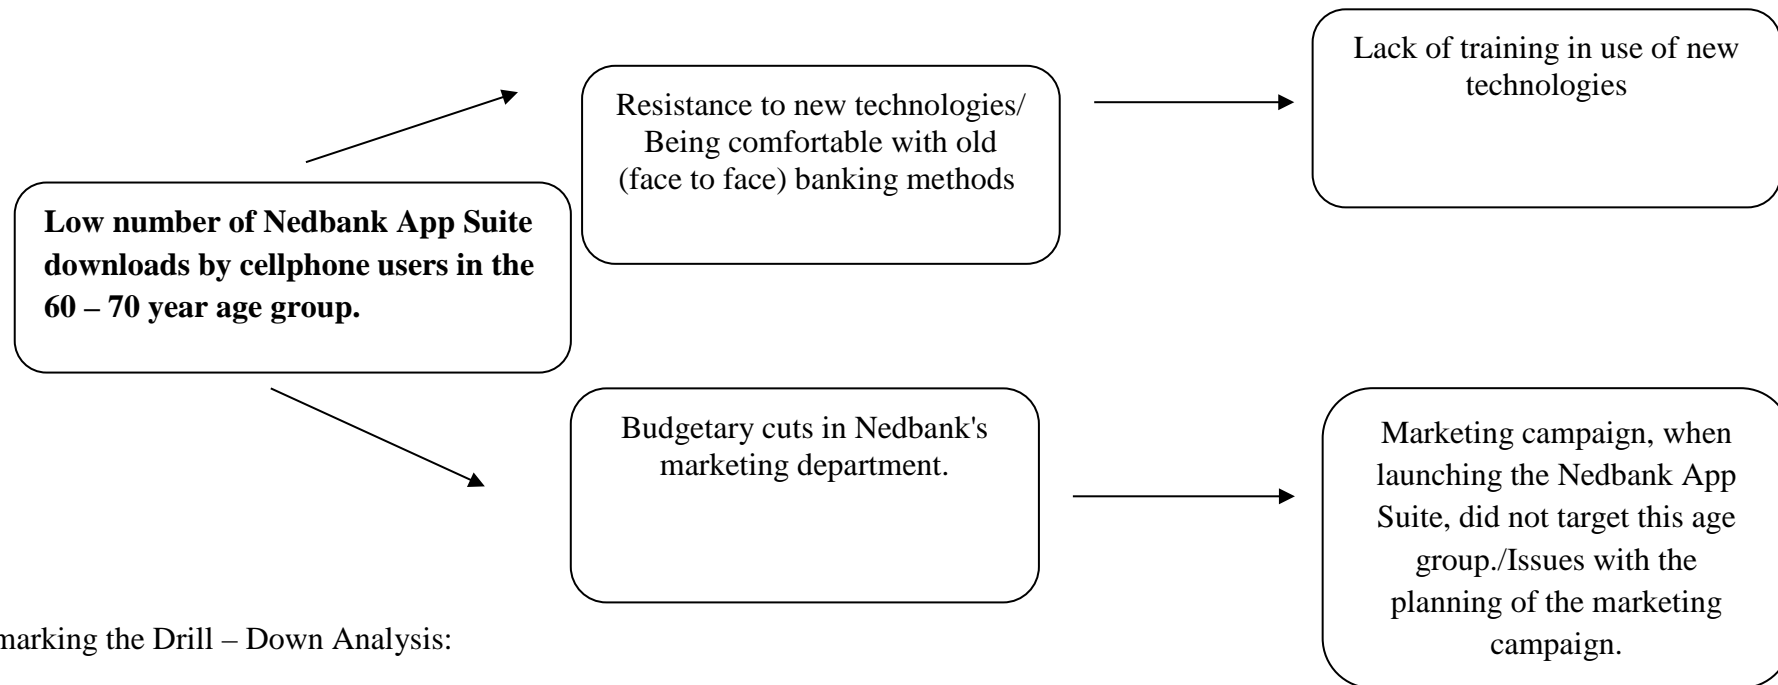 Lack of training in use of new
technologies
Resistance to new technologies/
Being comfortable with old
(face to face) banking methods
Low number of Nedbank App Suite
downloads by cellphone users in the
60 – 70 year age group.
Budgetary cuts in Nedbank's
marketing department.
Marketing campaign, when
launching the Nedbank App
Suite, did not target this age
group./Issues with the
planning of the marketing
campaign.
marking the Drill – Down Analysis: